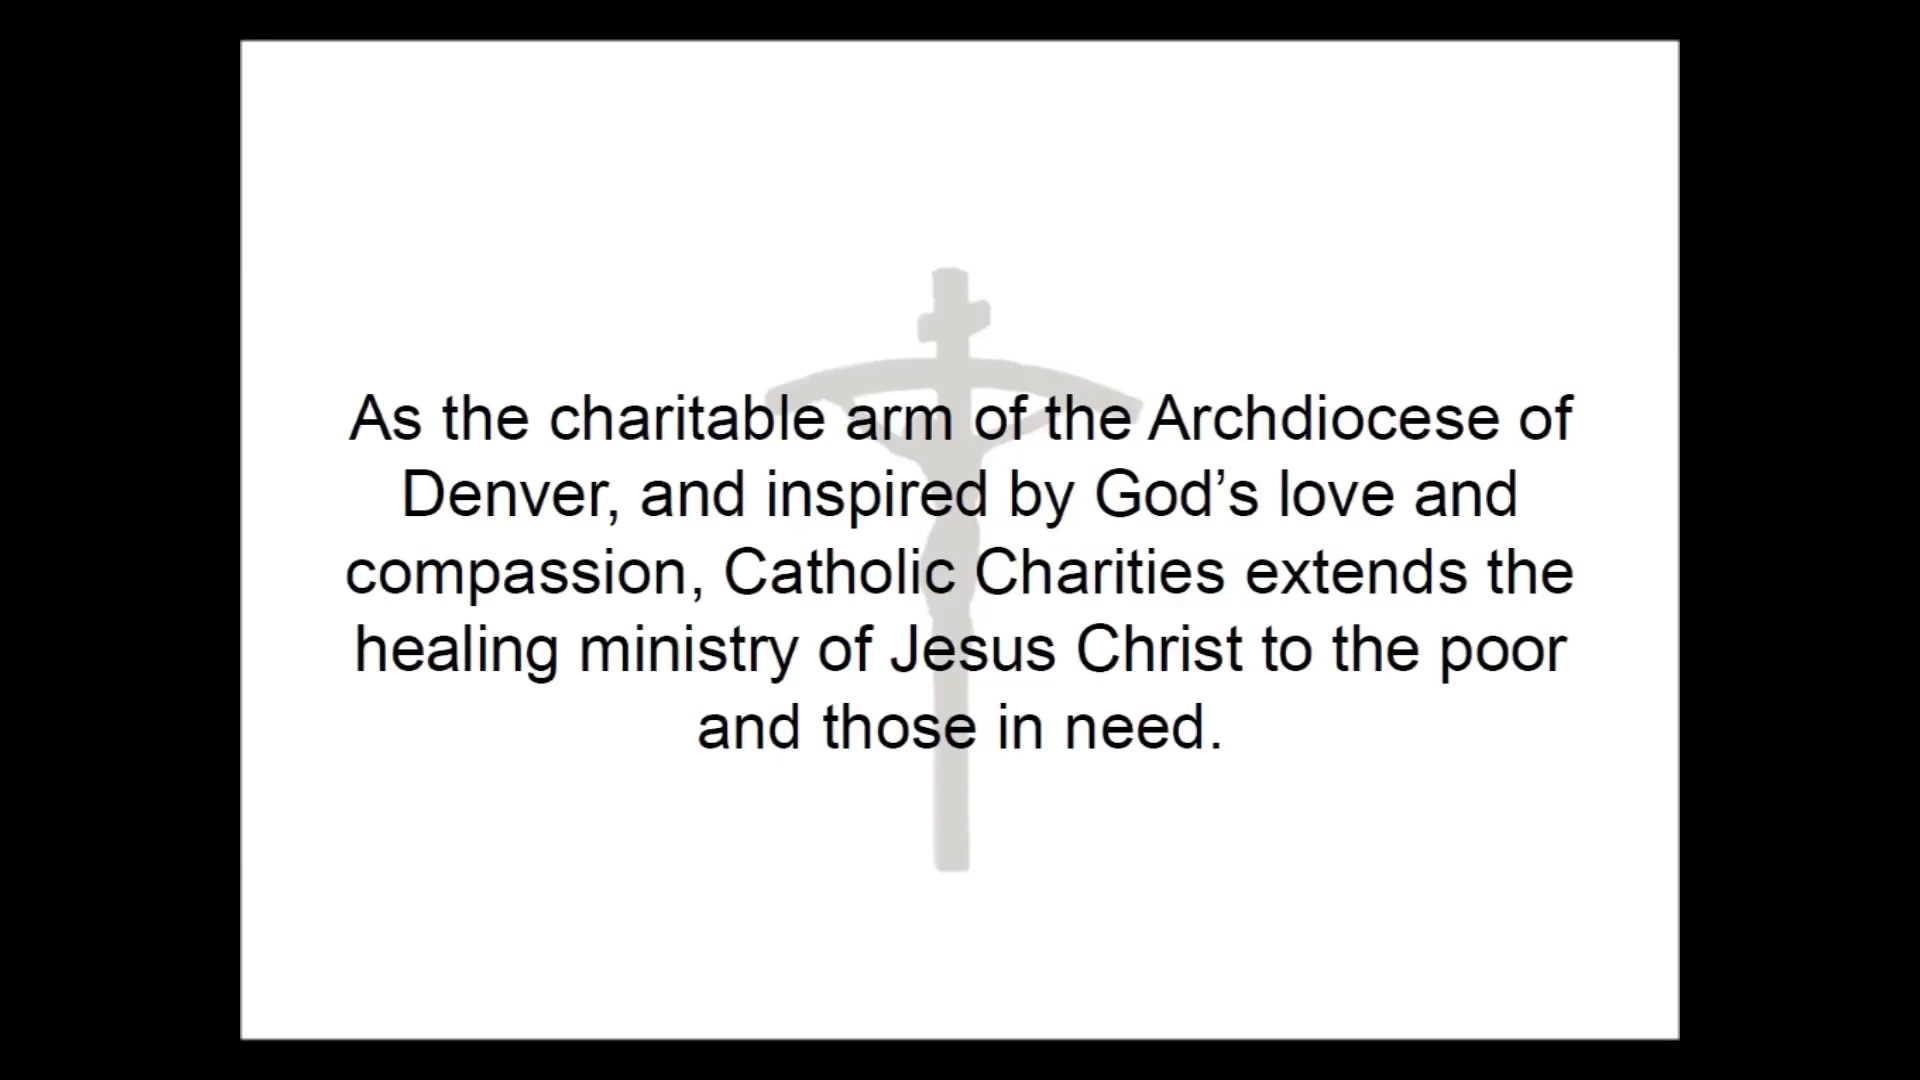 As the charitable arm of the Archdiocese of
Denver, and inspired by God’s love and
compassion, Catholic Charities extends the
healing ministry of Jesus Christ to the poor
and those in need.